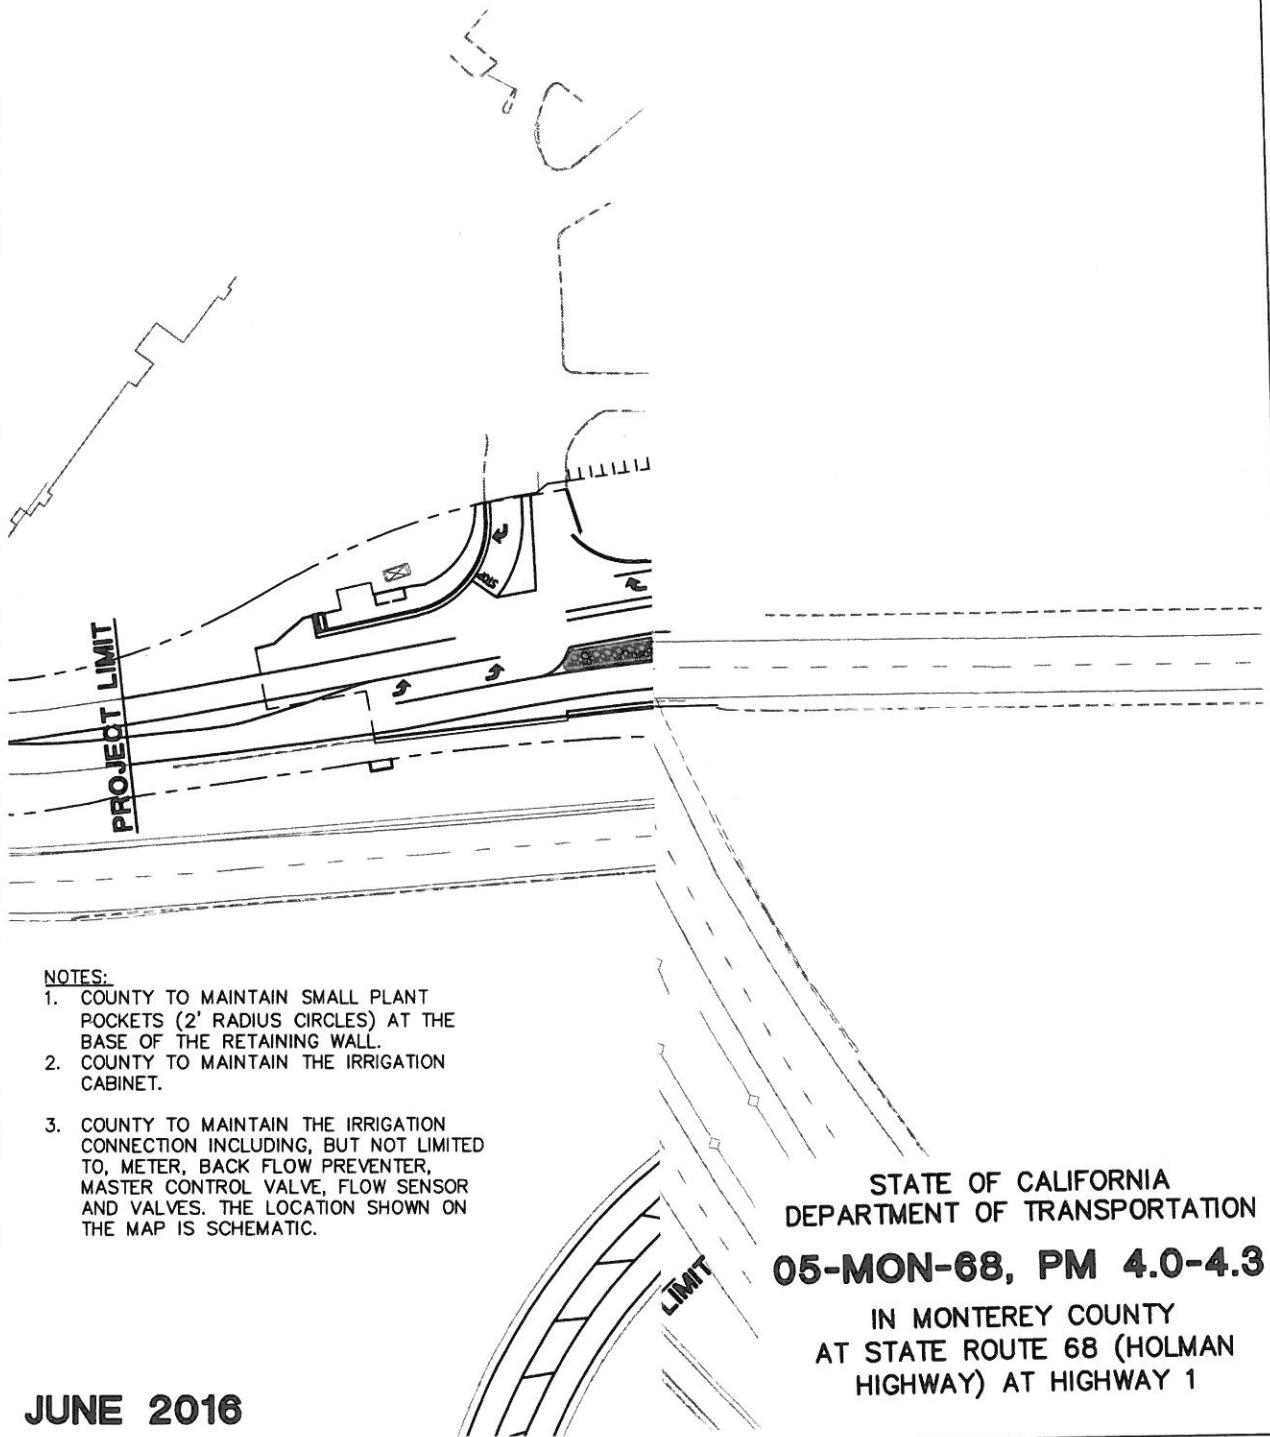 STOP
PROJECT LIMIT
NOTES:
1. COUNTY TO MAINTAIN SMALL PLANT
POCKETS (2' RADIUS CIRCLES) AT THE
BASE OF THE RETAINING WALL.
2. COUNTY TO MAINTAIN THE IRRIGATION
CABINET.
3. COUNTY TO MAINTAIN THE IRRIGATION
CONNECTION INCLUDING, BUT NOT LIMITED
TO, METER, BACK FLOW PREVENTER,
MASTER CONTROL VALVE, FLOW SENSOR
AND VALVES. THE LOCATION SHOWN ON
THE MAP IS SCHEMATIC.
LIMIT
STATE OF CALIFORNIA
DEPARTMENT OF TRANSPORTATION
05-MON-68, PM 4.0-4.3
IN MONTEREY COUNTY
AT STATE ROUTE 68 (HOLMAN
HIGHWAY) AT HIGHWAY 1
JUNE 2016